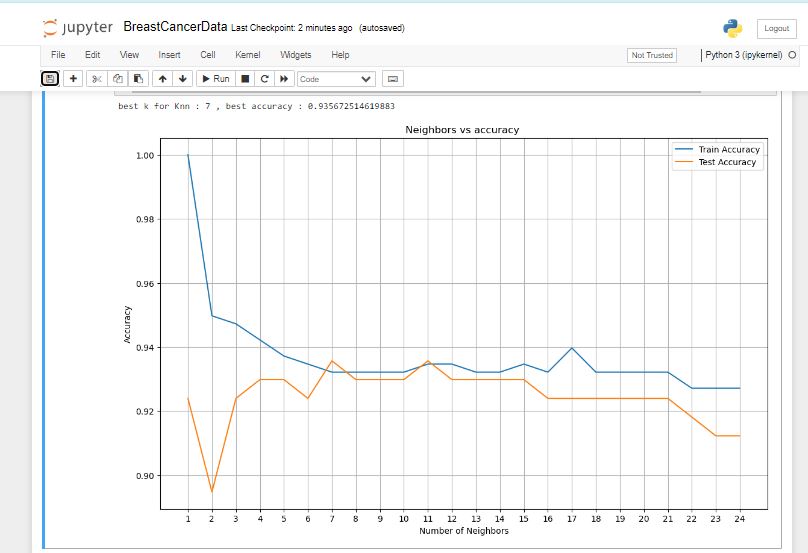 jupyter BreastCancerData Last Checkpoint: 2 minutes ago (autosaved) Logout
File Edit View Insert Cell Kernel Widgets Help Not Trusted Python 3 (ipykernel)
Run Code
best k for Knn : 7 , best accuracy : 0.935672514619883
Neighbors vs accuracy
Train Accuracy
Test Accuracy
1.00
0.98
0.96
0.94
0.92
0.90
Accuracy
1 2 3 4 5 6 7 8 9 10 11 12 13 14 15 16 17 18 19 20 21 22 23 24
Number of Neighbors